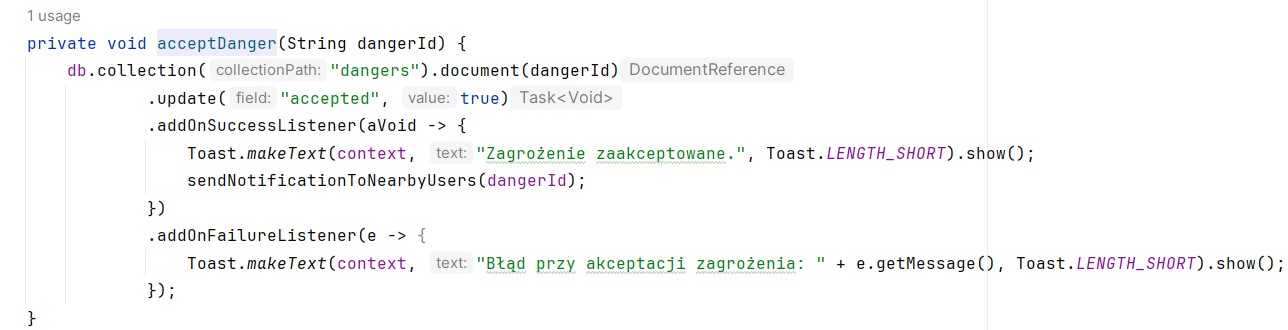 1 usage
private void acceptDanger(String dangerId) {
db.collection( collectionPath: "dangers").document(dangerId) DocumentReference
.update( field: "accepted", value: true) Task<Void>
.addOnSuccessListener(aVoid -> {
Toast.makeText(context, text: "Zagrożenie zaakceptowane.", Toast.LENGTH_SHORT).show();
sendNotificationToNearbyUsers(dangerId);
})
.addOnFailureListener(e -> {
Toast.makeText(context, text: "Błąd przy akceptacji zagrożenia: " + e.getMessage(), Toast.LENGTH_SHORT).show();
});
}